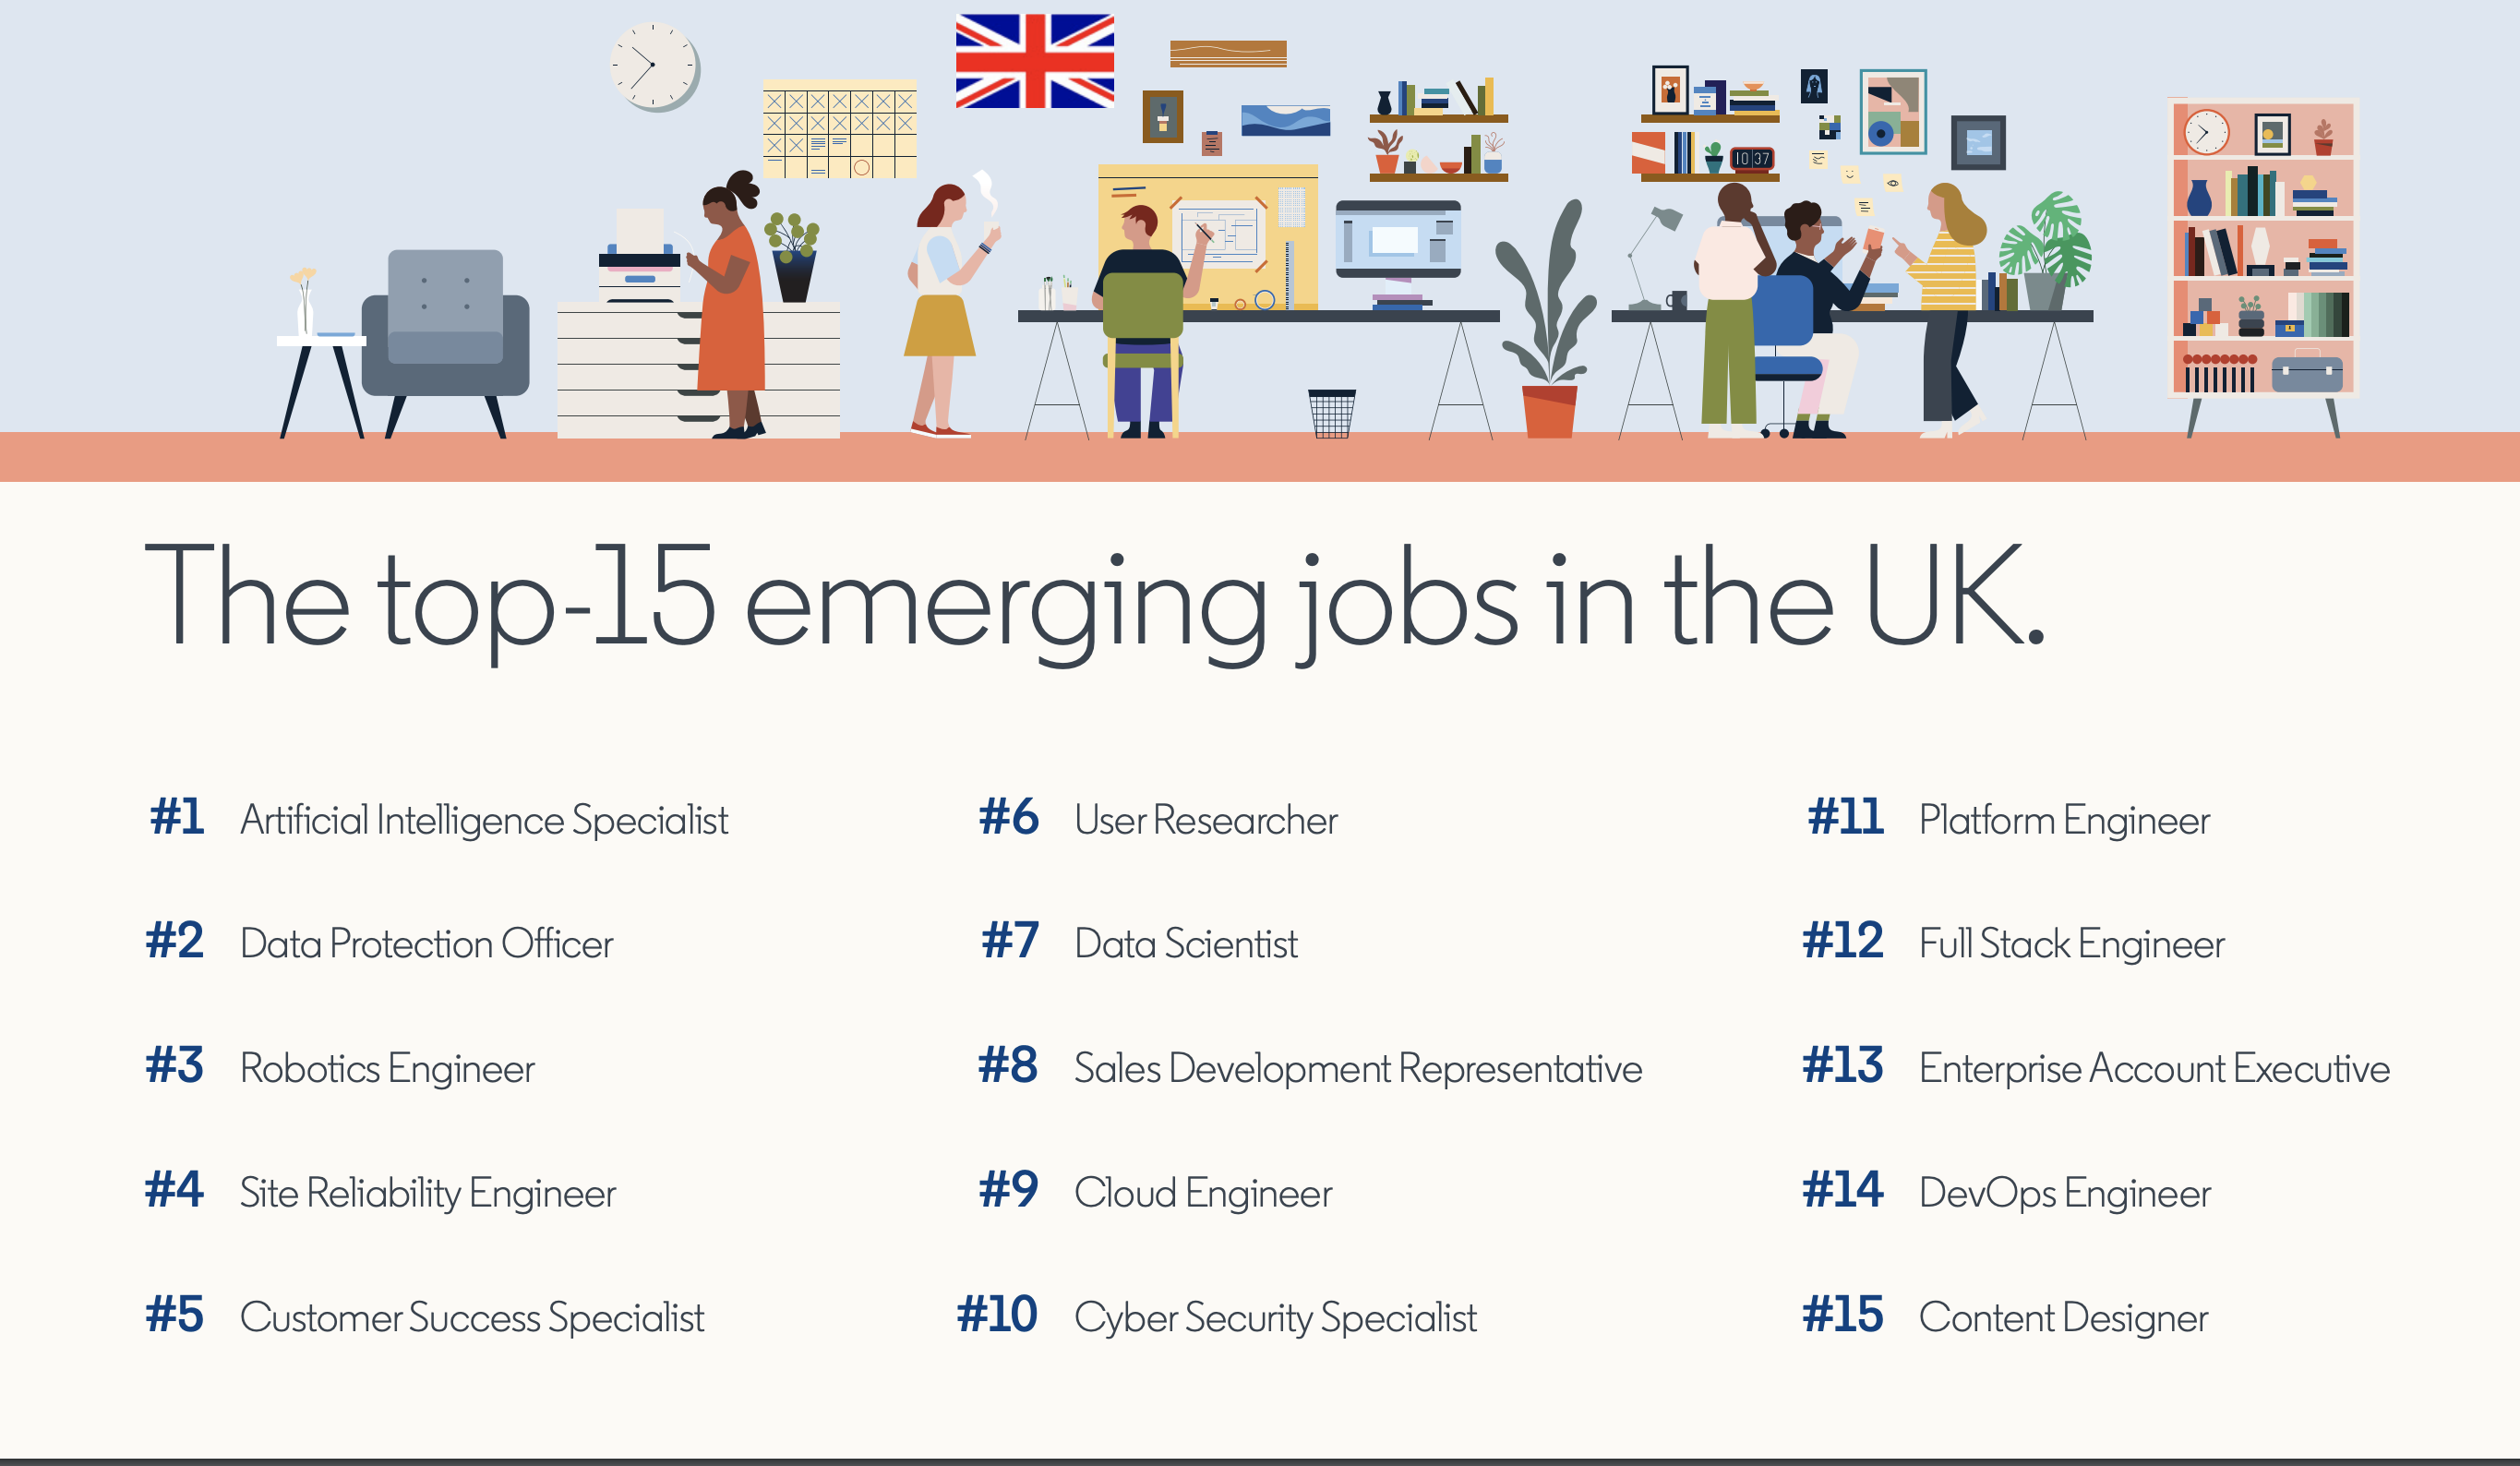 10 37
The top-15 emerging jobs in the UK.
#1 Artificial Intelligence Specialist
#2 Data Protection Officer
#3 Robotics Engineer
#4 Site Reliability Engineer
#5 Customer Success Specialist
#6 User Researcher
#7 Data Scientist
#8 Sales Development Representative
#9 Cloud Engineer
#10 Cyber Security Specialist
#11 Platform Engineer
#12 Full Stack Engineer
#13 Enterprise Account Executive
#14 DevOps Engineer
#15 Content Designer